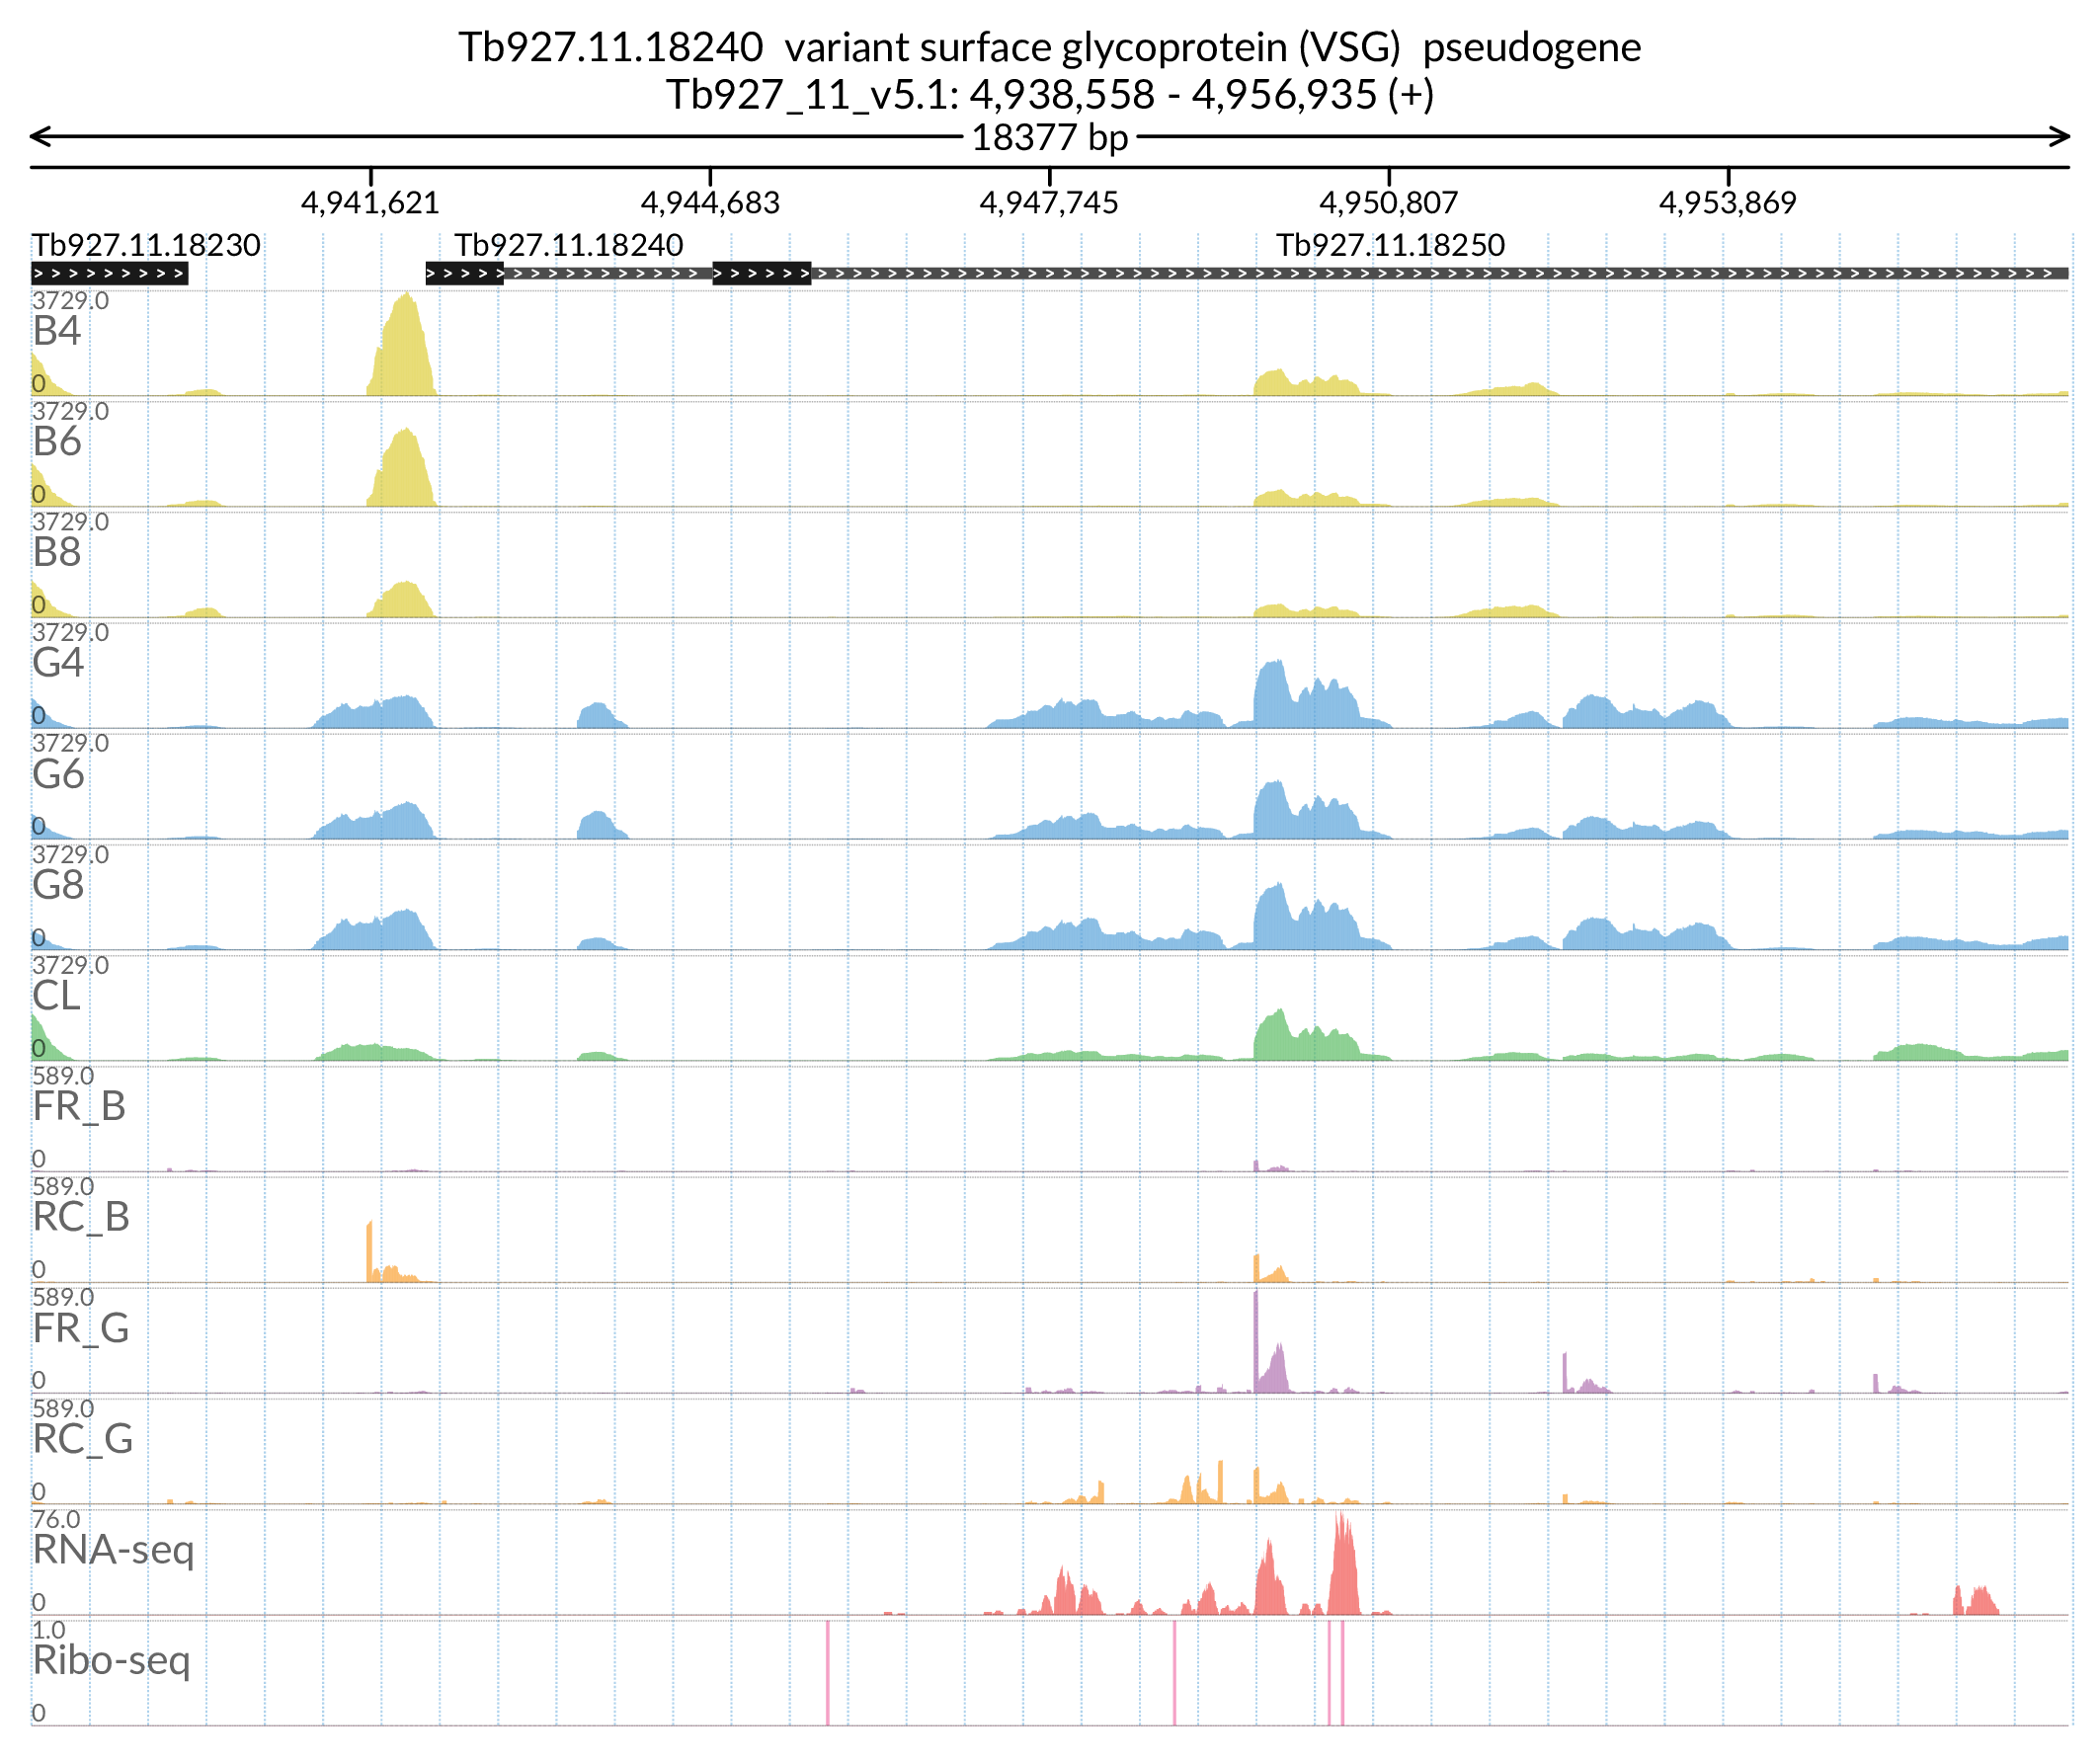 Tb927.11.18240 variant surface glycoprotein (VSG) pseudogene
Tb927_11_v5.1: 4,938,558 - 4,956,935 (+)
18377 bp
4,941,621 4,944,683 4,947,745 4,950,807 4,953,869
Tb927.11.18230 Tb927.11.18240 Tb927.11.18250
3729.0
B4
0
3729.0
B6
0
3729.0
B8
0
3729.0
G4
0
3729.0
G6
0
3729.0
G8
0
3729.0
CL
0
589.0
FR_B
0
589.0
RC_B
0
589.0
FR_G
0
589.0
RC_G
0
76.0
RNA-seq
0
1.0
Ribo-seq
0